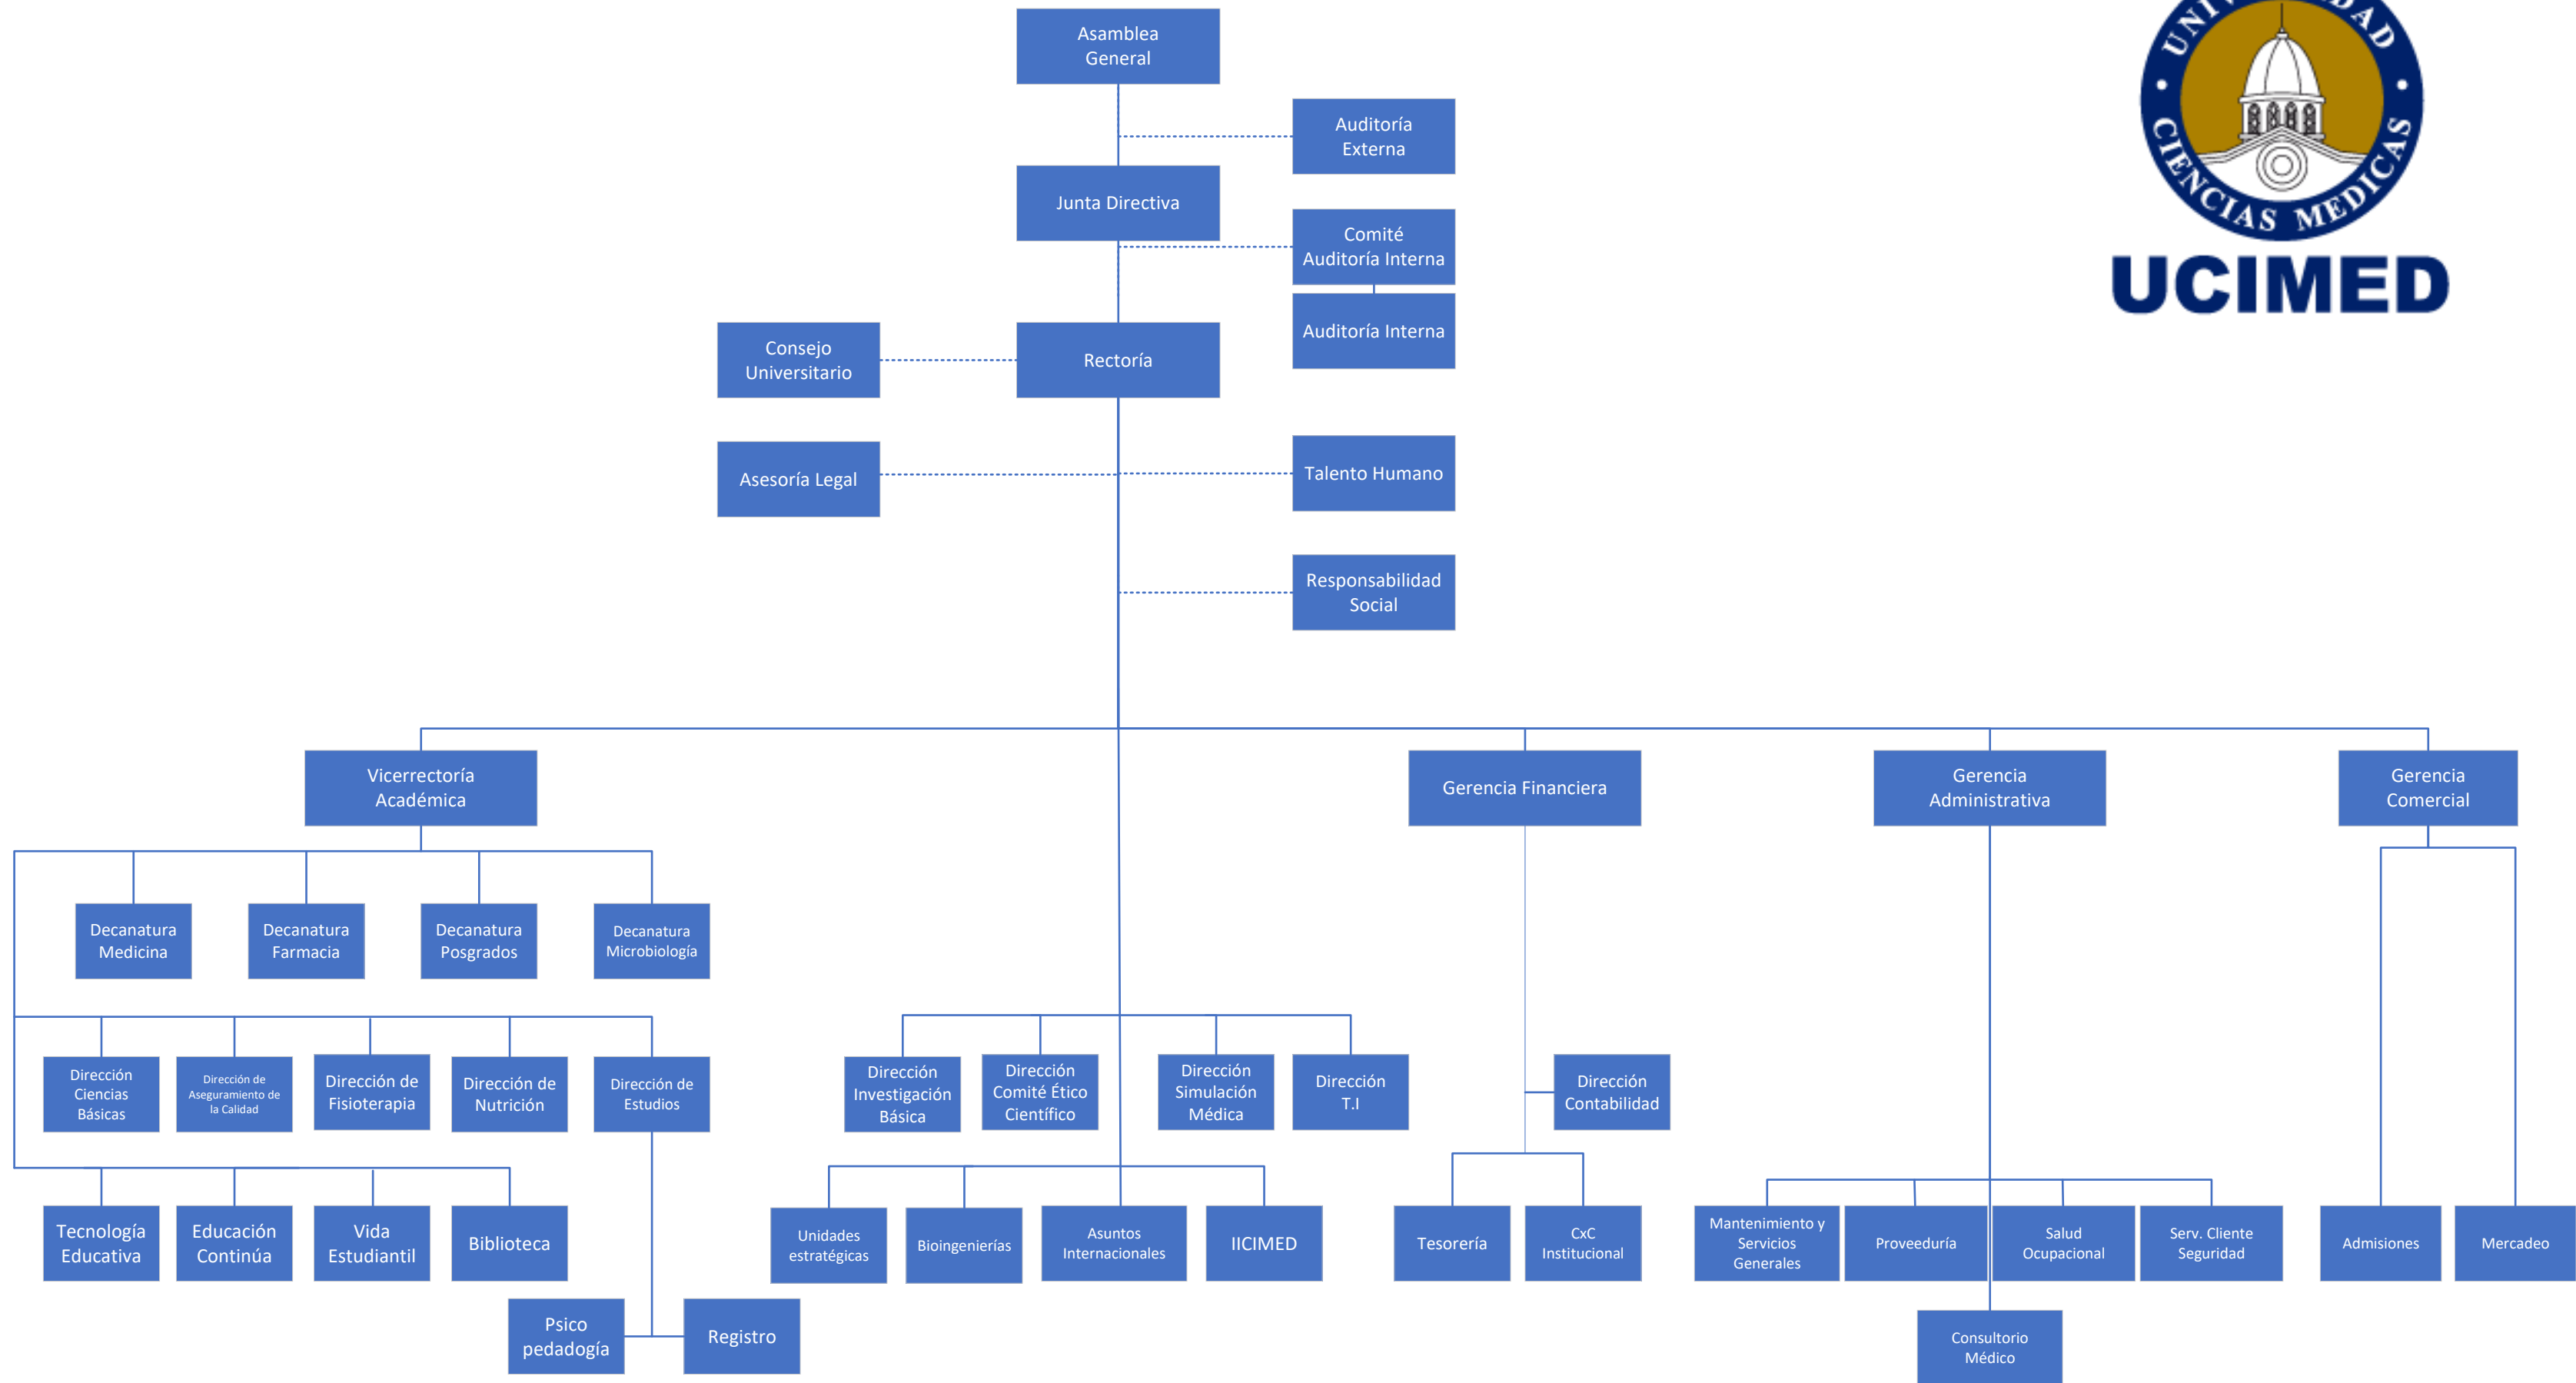 Asamblea
General
Auditoría
Externa
Junta Directiva
Comité
Auditoría Interna
Auditoría Interna
Consejo
Universitario
Rectoría
Asesoría Legal
Talento Humano
Responsabilidad
Social
CIENCIAS MEDICAS
UCIMED
Vicerrectoría
Académica
Gerencia Financiera
Gerencia
Administrativa
Gerencia
Comercial
Decanatura
Medicina
Decanatura
Farmacia
Decanatura
Posgrados
Decanatura
Microbiología
Dirección
Ciencias
Básicas
Dirección de
Aseguramiento de
la Calidad
Dirección de
Fisioterapia
Dirección de
Nutrición
Dirección de
Estudios
Dirección
Investigación
Básica
Dirección
Comité Ético
Científico
Dirección
Simulación
Médica
Dirección
T.I
Dirección
Contabilidad
Tecnología
Educativa
Educación
Continúa
Vida
Estudiantil
Biblioteca
Unidades
estratégicas
Bioingenierías
Asuntos
Internacionales
IICIMED
Tesorería
CxC
Institucional
Mantenimiento y
Servicios
Generales
Proveeduría
Salud
Ocupacional
Serv. Cliente
Seguridad
Admisiones
Mercadeo
Psico
pedadogía
Registro
Consultorio
Médico